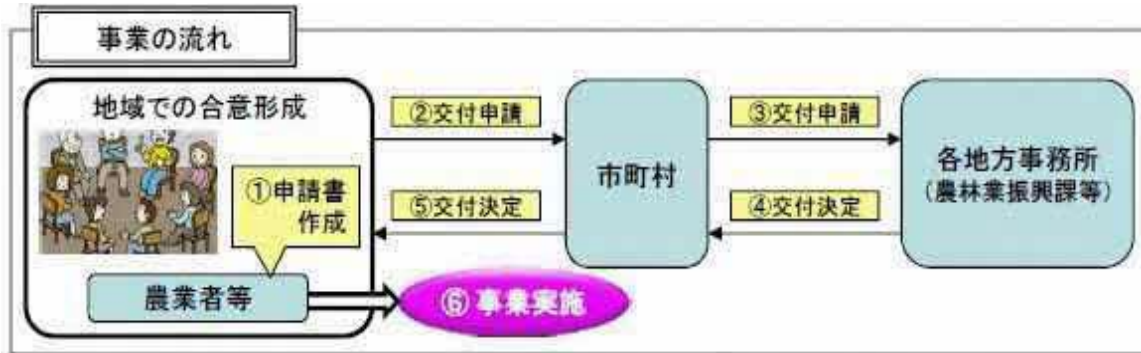 事業の流れ
地域での合意形成
①申請書
作成
農業者等
②交付申請
⑤交付決定
市町村
③交付申請
④交付決定
各地方事務所
(農林業振興課等)
⑥ 事業実施